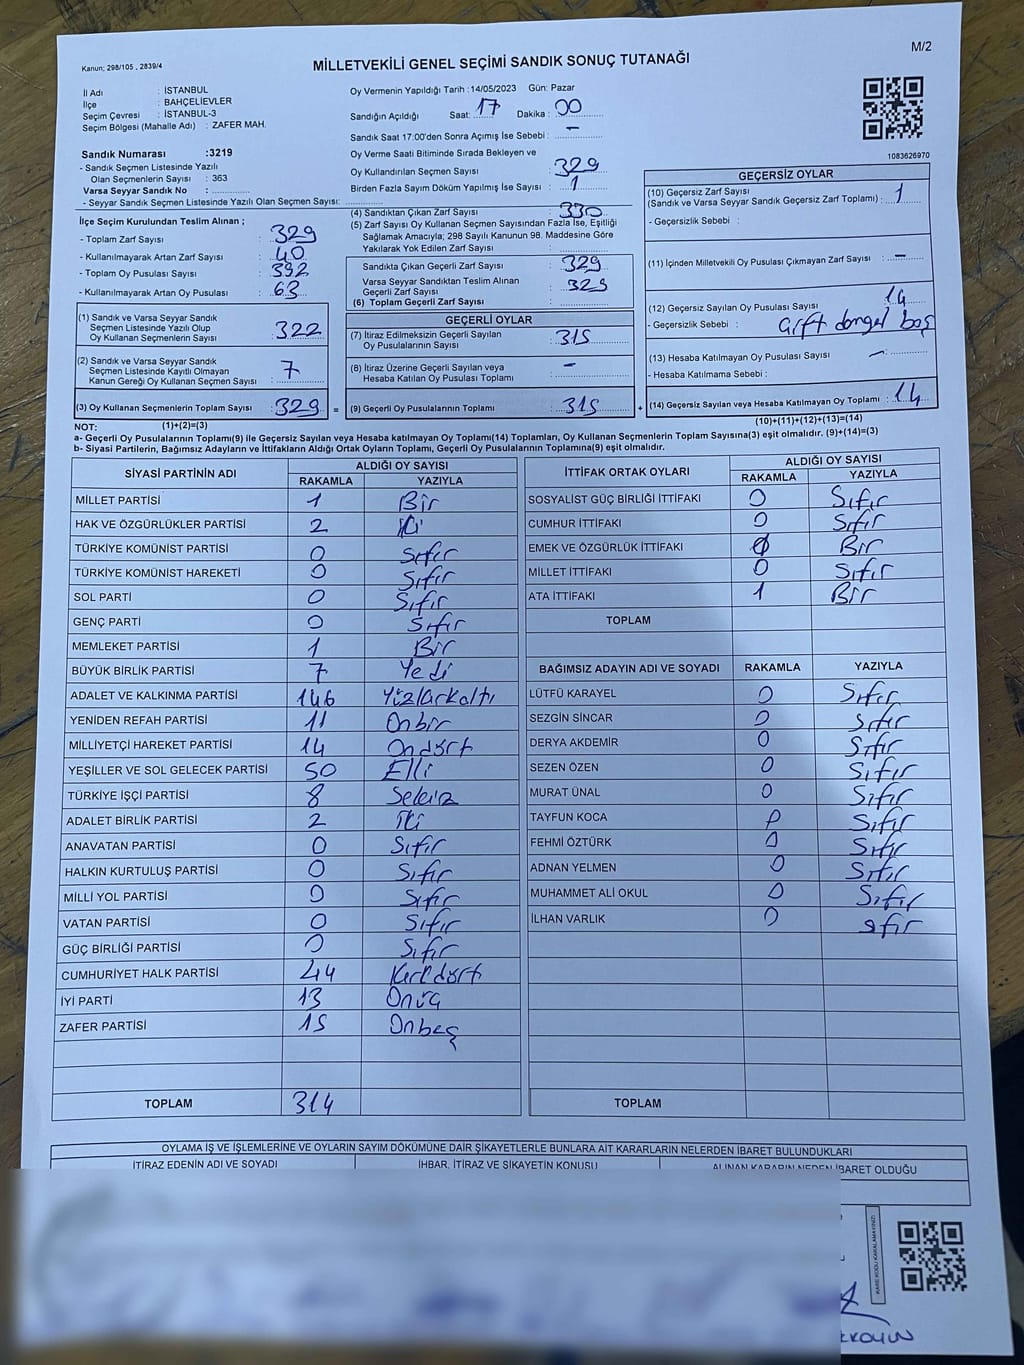 M/2
Kanun; 298/105 , 2839/4
MİLLETVEKİLİ GENEL SEÇİMİ SANDIK SONUÇ TUTANAĞI
İl Adı : İSTANBUL
İlçe : BAHÇELİEVLER
Seçim Çevresi : İSTANBUL-3
Seçim Bölgesi (Mahalle Adı) : ZAFER MAH.
Sandık Numarası :3219
- Sandık Seçmen Listesinde Yazılı
Olan Seçmenlerin Sayısı : 363
Varsa Seyyar Sandık No :
- Seyyar Sandık Seçmen Listesinde Yazılı Olan Seçmen Sayısı:
Oy Vermenin Yapıldığı Tarih :14/05/2023 Gün: Pazar
Sandığın Açıldığı Saat: 17 Dakika : 00
Sandık Saat 17:00'den Sonra Açımış İse Sebebi : -
Oy Verme Saati Bitiminde Sırada Bekleyen ve
Oy Kullandırılan Seçmen Sayısı : 329
Birden Fazla Sayım Döküm Yapılmış İse Sayısı : 1
1083626970
İlçe Seçim Kurulundan Teslim Alınan ;
- Toplam Zarf Sayısı : 329
- Kullanılmayarak Artan Zarf Sayısı : 40
- Toplam Oy Pusulası Sayısı : 392
- Kullanılmayarak Artan Oy Pusulası : 63
(1) Sandık ve Varsa Seyyar Sandık
Seçmen Listesinde Yazılı Olup
Oy Kullanan Seçmenlerin Sayısı : 322
(2) Sandık ve Varsa Seyyar Sandık
Seçmen Listesinde Kayıtlı Olmayan
Kanun Gereği Oy Kullanan Seçmen Sayısı : 7
(3) Oy Kullanan Seçmenlerin Toplam Sayısı : 329 =
(4) Sandıktan Çıkan Zarf Sayısı : 330
(5) Zarf Sayısı Oy Kullanan Seçmen Sayısından Fazla İse, Eşitliği
Sağlamak Amacıyla; 298 Sayılı Kanunun 98. Maddesine Göre
Yakılarak Yok Edilen Zarf Sayısı :
Sandıkta Çıkan Geçerli Zarf Sayısı : 329
Varsa Seyyar Sandıktan Teslim Alınan
Geçerli Zarf Sayısı : 329
(6) Toplam Geçerli Zarf Sayısı :
GEÇERLİ OYLAR
(7) İtiraz Edilmeksizin Geçerli Sayılan
Oy Pusulalarının Sayısı : 315
(8) İtiraz Üzerine Geçerli Sayılan veya
Hesaba Katılan Oy Pusulası Toplamı : -
(9) Geçerli Oy Pusulalarının Toplamı : 315 +
GEÇERSİZ OYLAR
(10) Geçersiz Zarf Sayısı
(Sandık ve Varsa Seyyar Sandık Geçersiz Zarf Toplamı) : 1
- Geçersizlik Sebebi :
(11) İçinden Milletvekili Oy Pusulası Çıkmayan Zarf Sayısı : -
(12) Geçersiz Sayılan Oy Pusulası Sayısı : 14
- Geçersizlik Sebebi : çift damga boş
(13) Hesaba Katılmayan Oy Pusulası Sayısı : -
- Hesaba Katılmama Sebebi :
(14) Geçersiz Sayılan veya Hesaba Katılmayan Oy Toplamı : 14
NOT: (1)+(2)=(3) (10)+(11)+(12)+(13)=(14)
a- Geçerli Oy Pusulalarının Toplamı(9) ile Geçersiz Sayılan veya Hesaba katılmayan Oy Toplamı(14) Toplamları, Oy Kullanan Seçmenlerin Toplam Sayısına(3) eşit olmalıdır. (9)+(14)=(3)
b- Siyasi Partilerin, Bağımsız Adayların ve İttifakların Aldığı Ortak Oyların Toplamı, Geçerli Oy Pusulalarının Toplamına(9) eşit olmalıdır.
SİYASİ PARTİNİN ADI ALDIĞI OY SAYISI
RAKAMLA YAZIYLA
MİLLET PARTİSİ 1 Bir
HAK VE ÖZGÜRLÜKLER PARTİSİ 2 İki
TÜRKİYE KOMÜNİST PARTİSİ 0 Sıfır
TÜRKİYE KOMÜNİST HAREKETİ 0 Sıfır
SOL PARTİ 0 Sıfır
GENÇ PARTİ 0 Sıfır
MEMLEKET PARTİSİ 1 Bir
BÜYÜK BİRLİK PARTİSİ 7 Yedi
ADALET VE KALKINMA PARTİSİ 146 Yüzkırkaltı
YENİDEN REFAH PARTİSİ 11 Onbir
MİLLİYETÇİ HAREKET PARTİSİ 14 Ondört
YEŞİLLER VE SOL GELECEK PARTİSİ 50 Elli
TÜRKİYE İŞÇİ PARTİSİ 8 Sekiz
ADALET BİRLİK PARTİSİ 2 İki
ANAVATAN PARTİSİ 0 Sıfır
HALKIN KURTULUŞ PARTİSİ 0 Sıfır
MİLLİ YOL PARTİSİ 0 Sıfır
VATAN PARTİSİ 0 Sıfır
GÜÇ BİRLİĞİ PARTİSİ 0 Sıfır
CUMHURİYET HALK PARTİSİ 44 Kırkdört
İYİ PARTİ 13 Onüç
ZAFER PARTİSİ 15 Onbeş
TOPLAM 314
İTTİFAK ORTAK OYLARI ALDIĞI OY SAYISI
RAKAMLA YAZIYLA
SOSYALİST GÜÇ BİRLİĞİ İTTİFAKI 0 Sıfır
CUMHUR İTTİFAKI 0 Sıfır
EMEK VE ÖZGÜRLÜK İTTİFAKI 0 Bir
MİLLET İTTİFAKI 0 Sıfır
ATA İTTİFAKI 1 Bir
TOPLAM
BAĞIMSIZ ADAYIN ADI VE SOYADI RAKAMLA YAZIYLA
LÜTFÜ KARAYEL 0 Sıfır
SEZGİN SİNCAR 0 Sıfır
DERYA AKDEMİR 0 Sıfır
SEZEN ÖZEN 0 Sıfır
MURAT ÜNAL 0 Sıfır
TAYFUN KOCA 0 Sıfır
FEHMİ ÖZTÜRK 0 Sıfır
ADNAN YELMEN 0 Sıfır
MUHAMMET ALİ OKUL 0 Sıfır
İLHAN VARLIK 0 sıfır
TOPLAM
OYLAMA İŞ VE İŞLEMLERİNE VE OYLARIN SAYIM DÖKÜMÜNE DAİR ŞİKAYETLERLE BUNLARA AİT KARARLARIN NELERDEN İBARET BULUNDUKLARI
İTİRAZ EDENİN ADI VE SOYADI İHBAR, İTİRAZ VE ŞİKAYETİN KONUSU ALINAN KARARIN NEDEN İBARET OLDUĞU